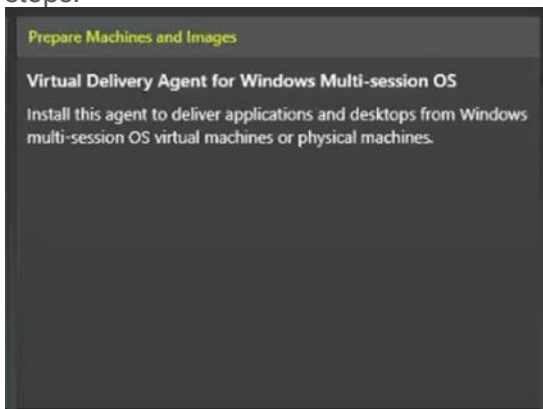 steps.
Prepare Machines and Images
Virtual Delivery Agent for Windows Multi-session OS
Install this agent to deliver applications and desktops from Windows
multi-session OS virtual machines or physical machines.